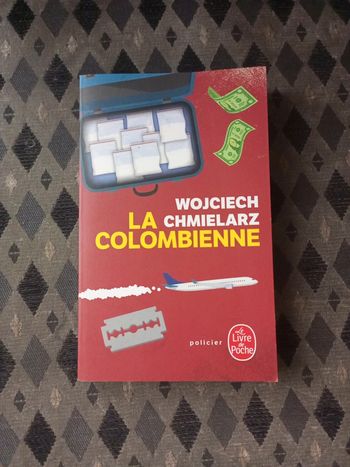 WOJCIECH
LA CHMIELARZ
COLOMBIENNE
policier
Le
Livre
de
Poche